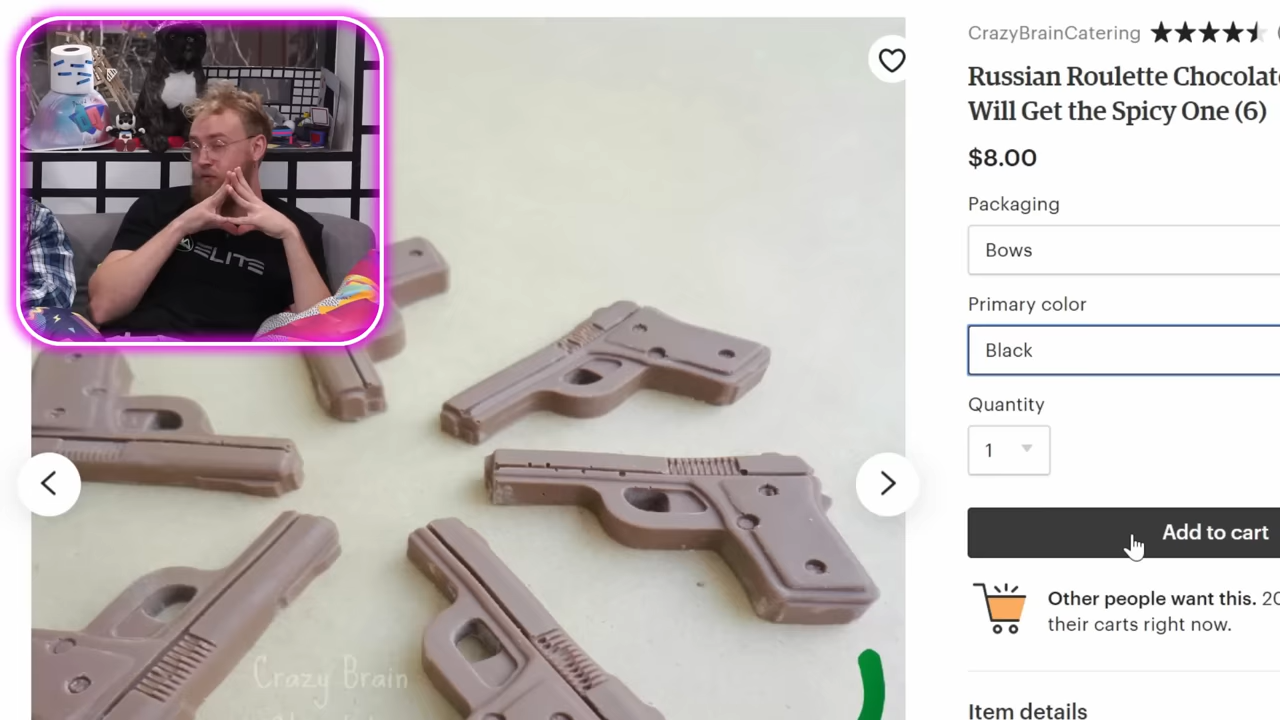 ELITE
CrazyBrainCatering
Russian Roulette Chocolate
Will Get the Spicy One (6)
$8.00
Packaging
Bows
Primary color
Black
Quantity
1
Add to cart
Other people want this. 20
their carts right now.
Item details
Crazy Brain